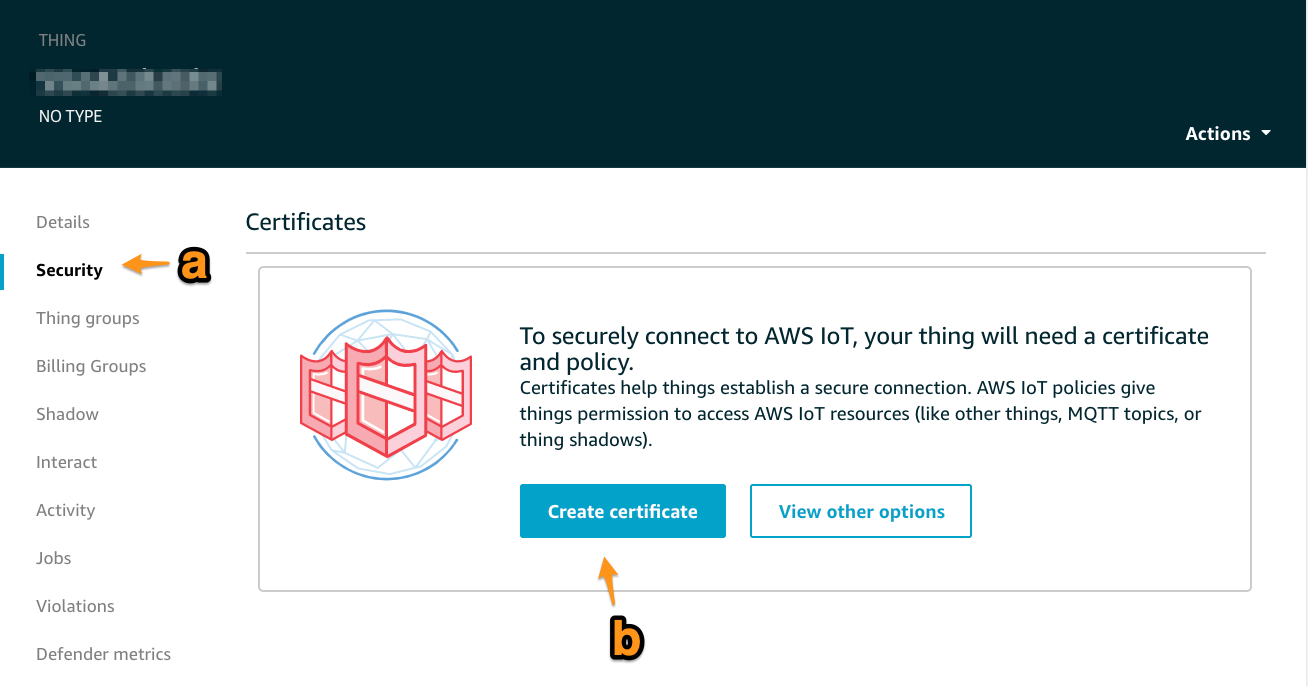 THING
NO TYPE
Actions
Details
Security
a
Thing groups
Billing Groups
Shadow
Interact
Activity
Jobs
Violations
Defender metrics
Certificates
To securely connect to AWS IoT, your thing will need a certificate
and policy.
Certificates help things establish a secure connection. AWS IoT policies give
things permission to access AWS IoT resources (like other things, MQTT topics, or
thing shadows).
Create certificate
View other options
b